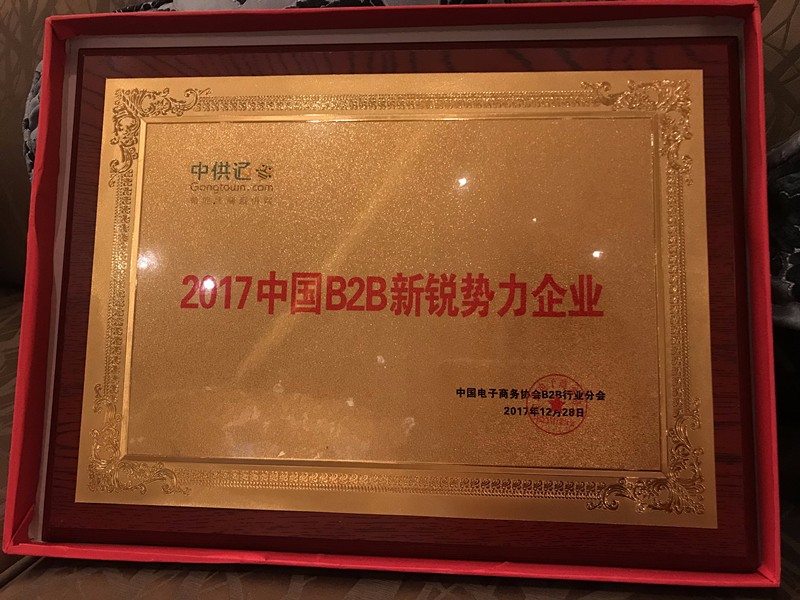 中供通
Gongtown.com
2017中国B2B新锐势力企业
中国电子商务协会B2B行业分会
2017年12月28日